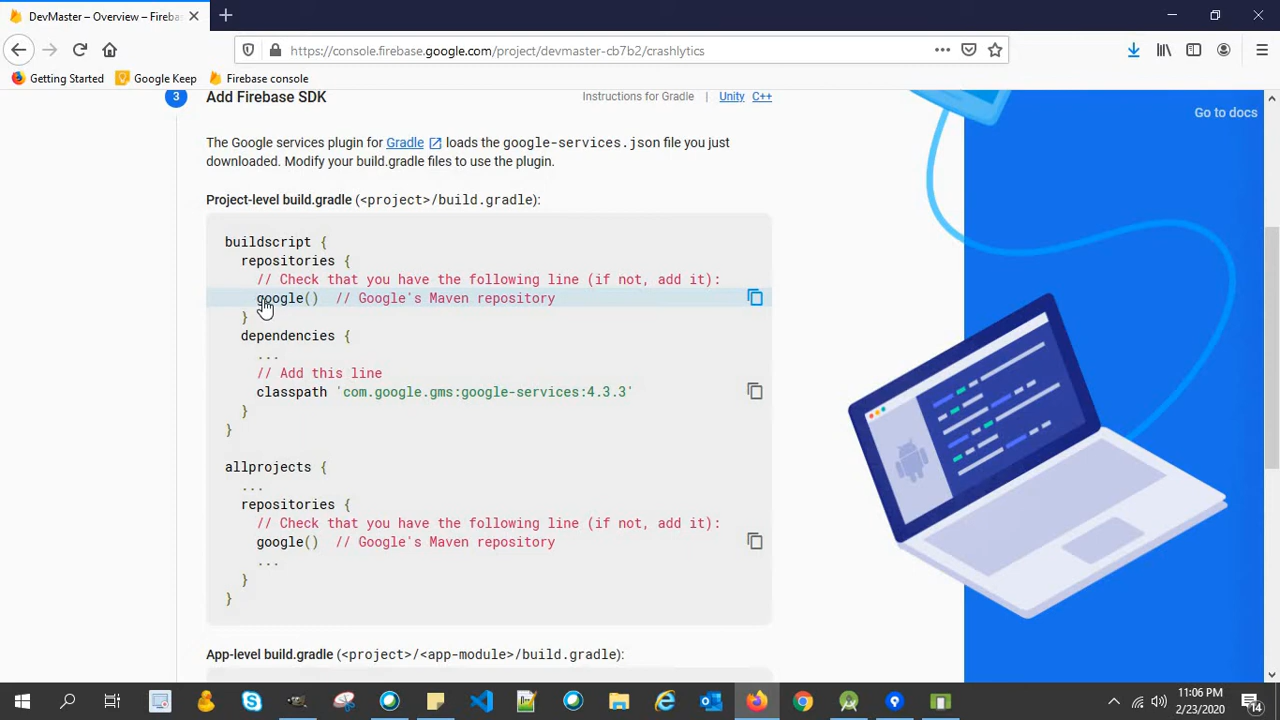 DevMaster – Overview – Fireba
https://console.firebase.google.com/project/devmaster-cb7b2/crashlytics
Getting Started
Google Keep
Firebase console
3
Add Firebase SDK
Instructions for Gradle | Unity C++
Go to docs
The Google services plugin for Gradle loads the google-services.json file you just
downloaded. Modify your build.gradle files to use the plugin.
Project-level build.gradle (<project>/build.gradle):
buildscript {
repositories {
// Check that you have the following line (if not, add it):
google() // Google's Maven repository
}
dependencies {
...
// Add this line
classpath 'com.google.gms:google-services:4.3.3'
}
}
allprojects {
...
repositories {
// Check that you have the following line (if not, add it):
google() // Google's Maven repository
...
}
}
App-level build.gradle (<project>/<app-module>/build.gradle):
11:06 PM
2/23/2020
14